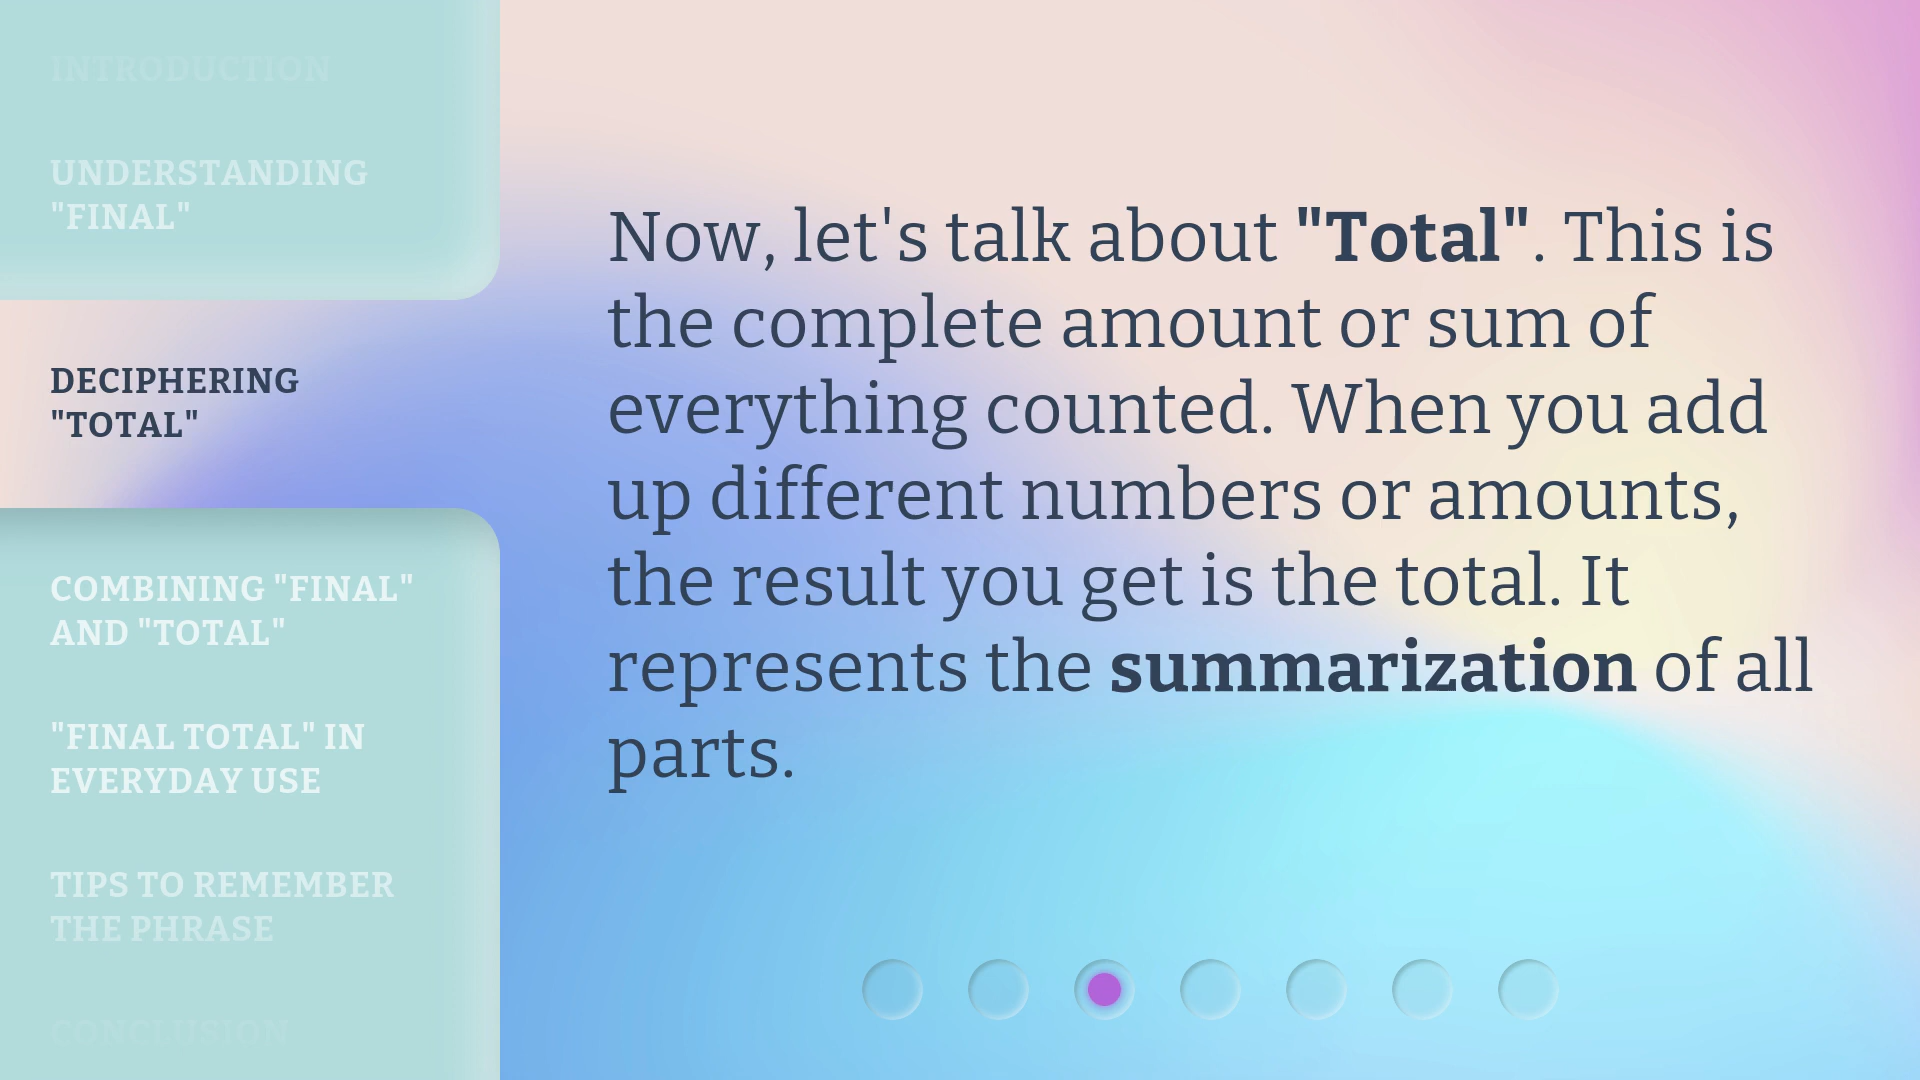 INTRODUCTION
UNDERSTANDING
"FINAL"
DECIPHERING
"TOTAL"
COMBINING "FINAL"
AND "TOTAL"
"FINAL TOTAL" IN
EVERYDAY USE
TIPS TO REMEMBER
THE PHRASE
CONCLUSION
Now, let's talk about "Total". This is
the complete amount or sum of
everything counted. When you add
up different numbers or amounts,
the result you get is the total. It
represents the summarization of all
parts.